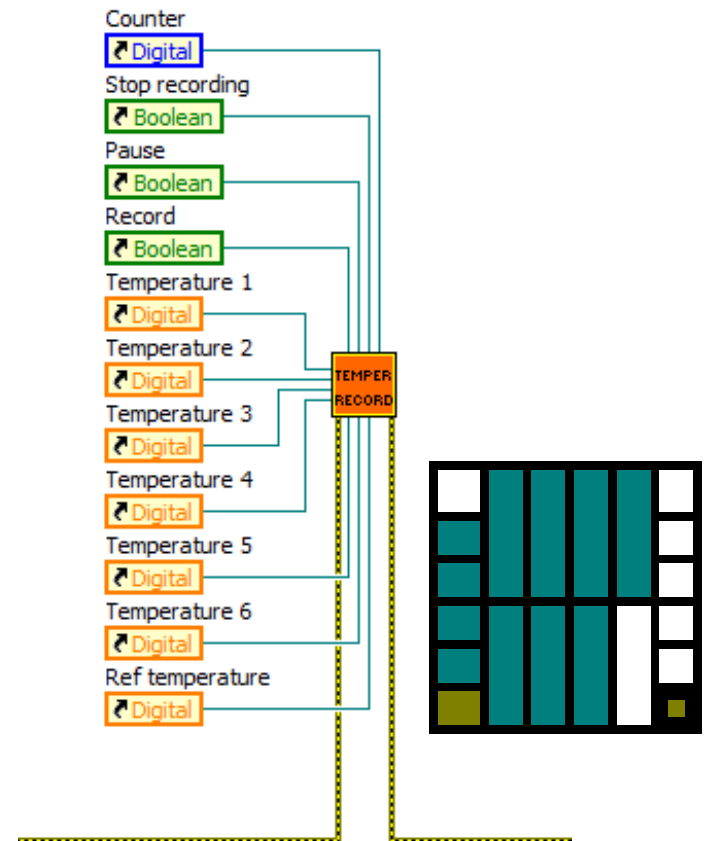 Counter
Digital
Stop recording
Boolean
Pause
Boolean
Record
Boolean
Temperature 1
Digital
Temperature 2
Digital
Temperature 3
Digital
Temperature 4
Digital
Temperature 5
Digital
Temperature 6
Digital
Ref temperature
Digital
TEMPER
RECORD